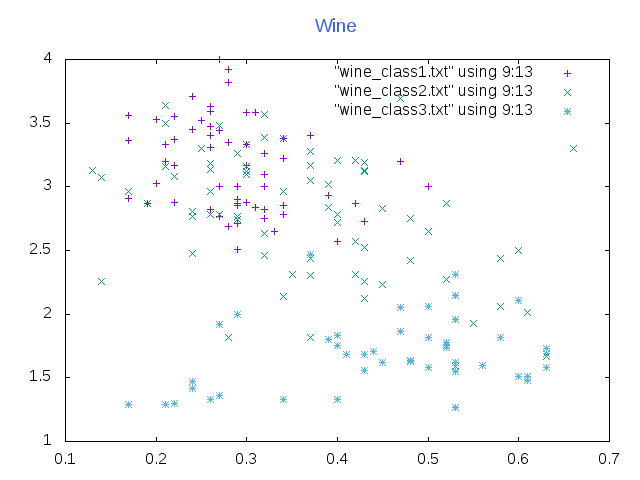 Wine
4
"wine_class1.txt" using 9:13
"wine_class2.txt" using 9:13
"wine_class3.txt" using 9:13
3.5
3
2.5
2
1.5
1
0.1 0.2 0.3 0.4 0.5 0.6 0.7